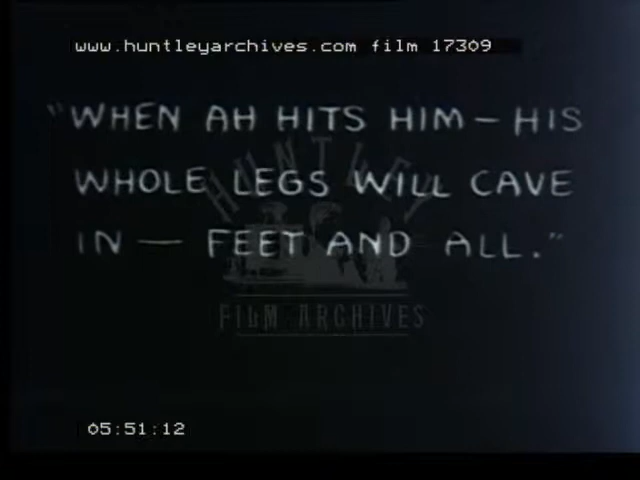 www.huntleyarchives.com film 17309
"WHEN AH HITS HIM — HIS
WHOLE LEGS WILL CAVE
IN — FEET AND ALL."
HUNTLEY
FILM ARCHIVES
05:51:12